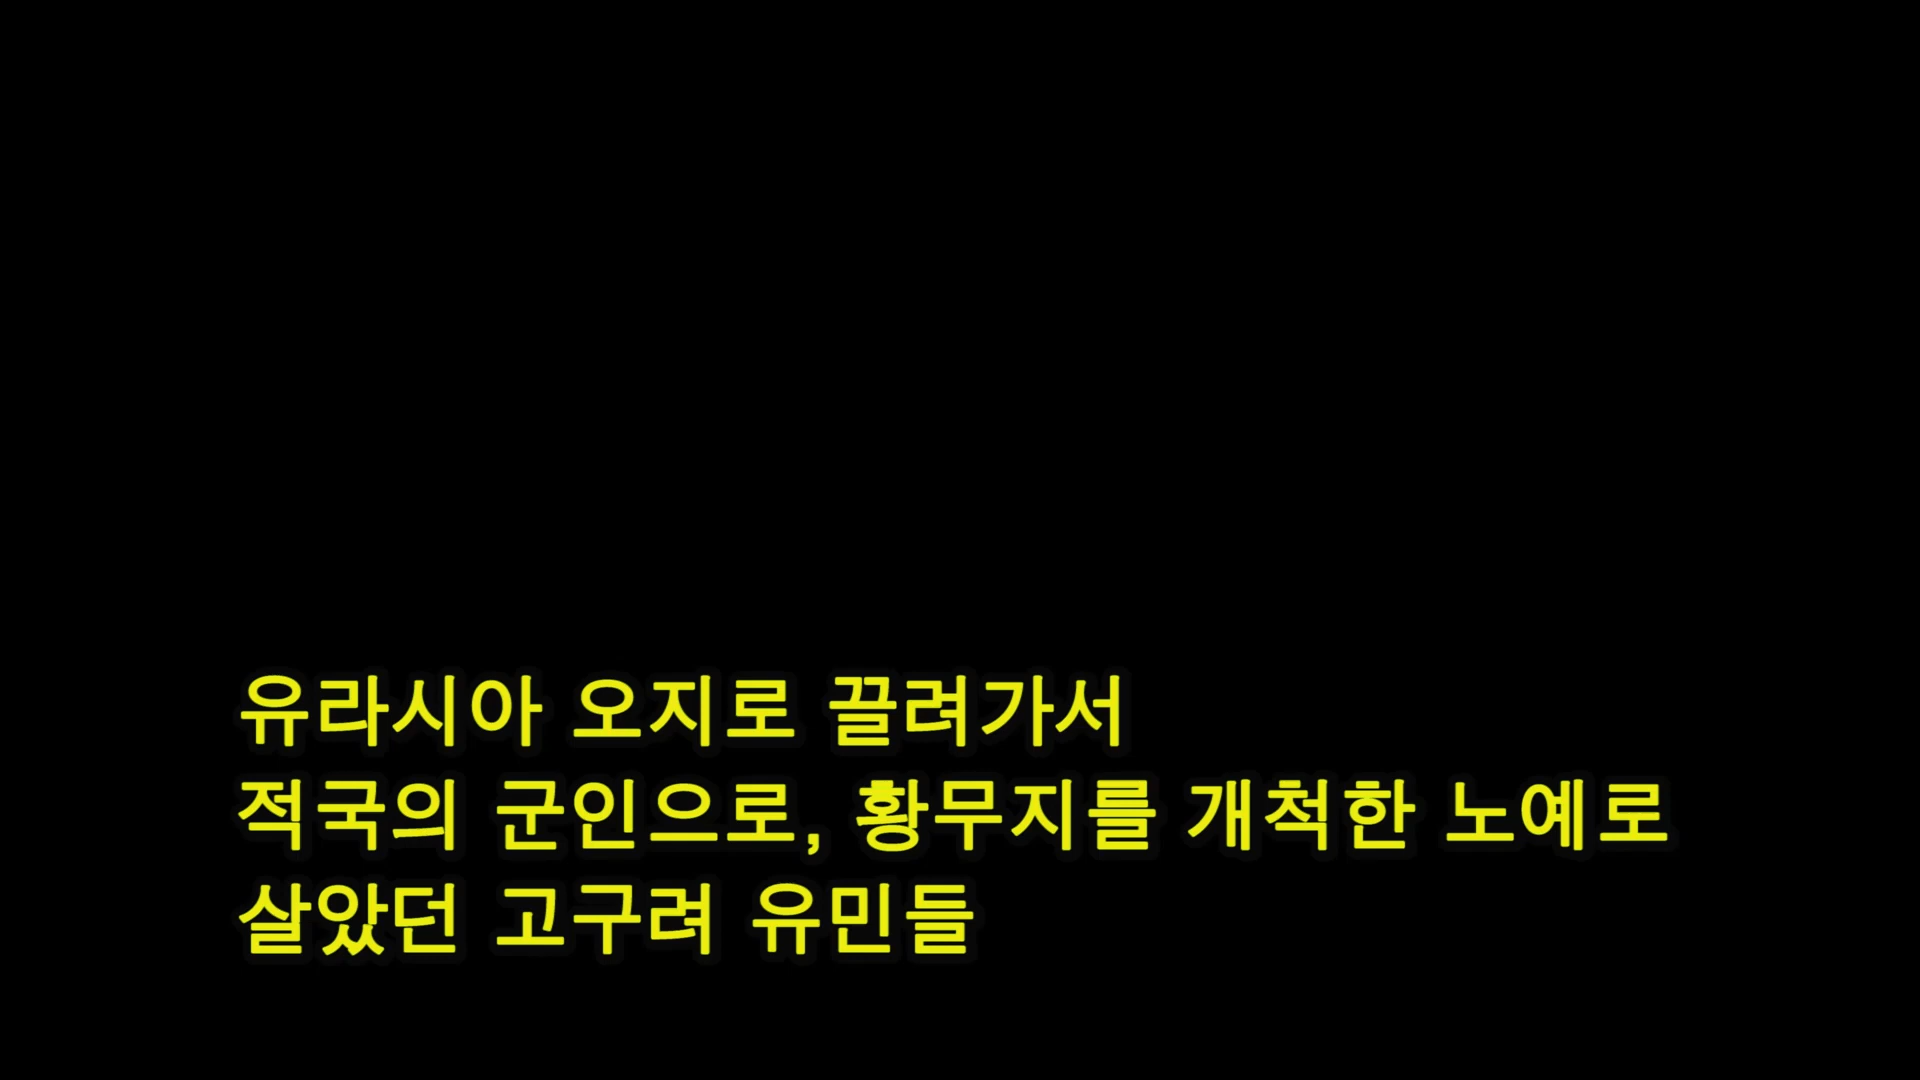 유라시아 오지로 끌려가서
적국의 군인으로, 황무지를 개척한 노예로
살았던 고구려 유민들